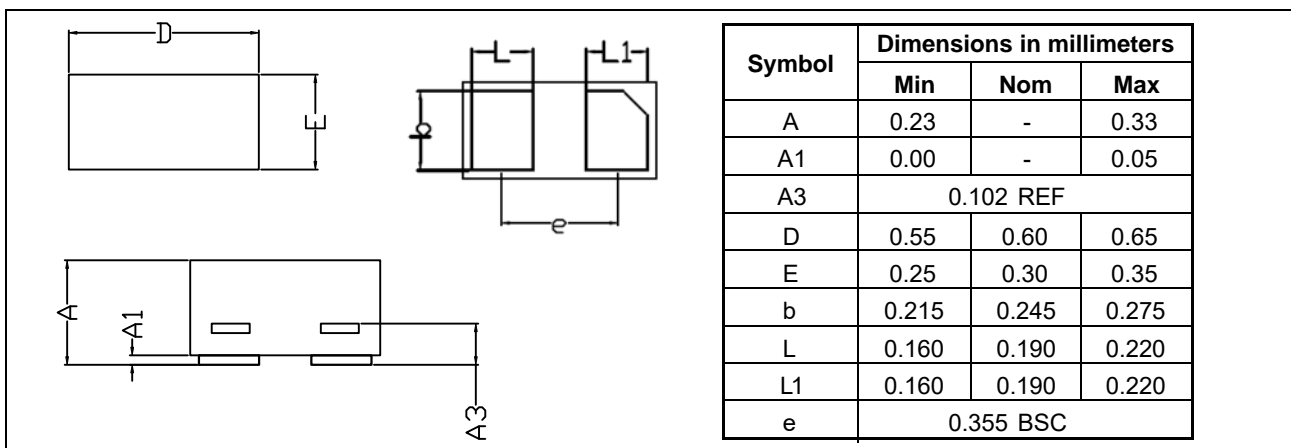 D
E
L
L1
b
e
A
A1
A3
Symbol Dimensions in millimeters
Min Nom Max
A 0.23 - 0.33
A1 0.00 - 0.05
A3 0.102 REF
D 0.55 0.60 0.65
E 0.25 0.30 0.35
b 0.215 0.245 0.275
L 0.160 0.190 0.220
L1 0.160 0.190 0.220
e 0.355 BSC